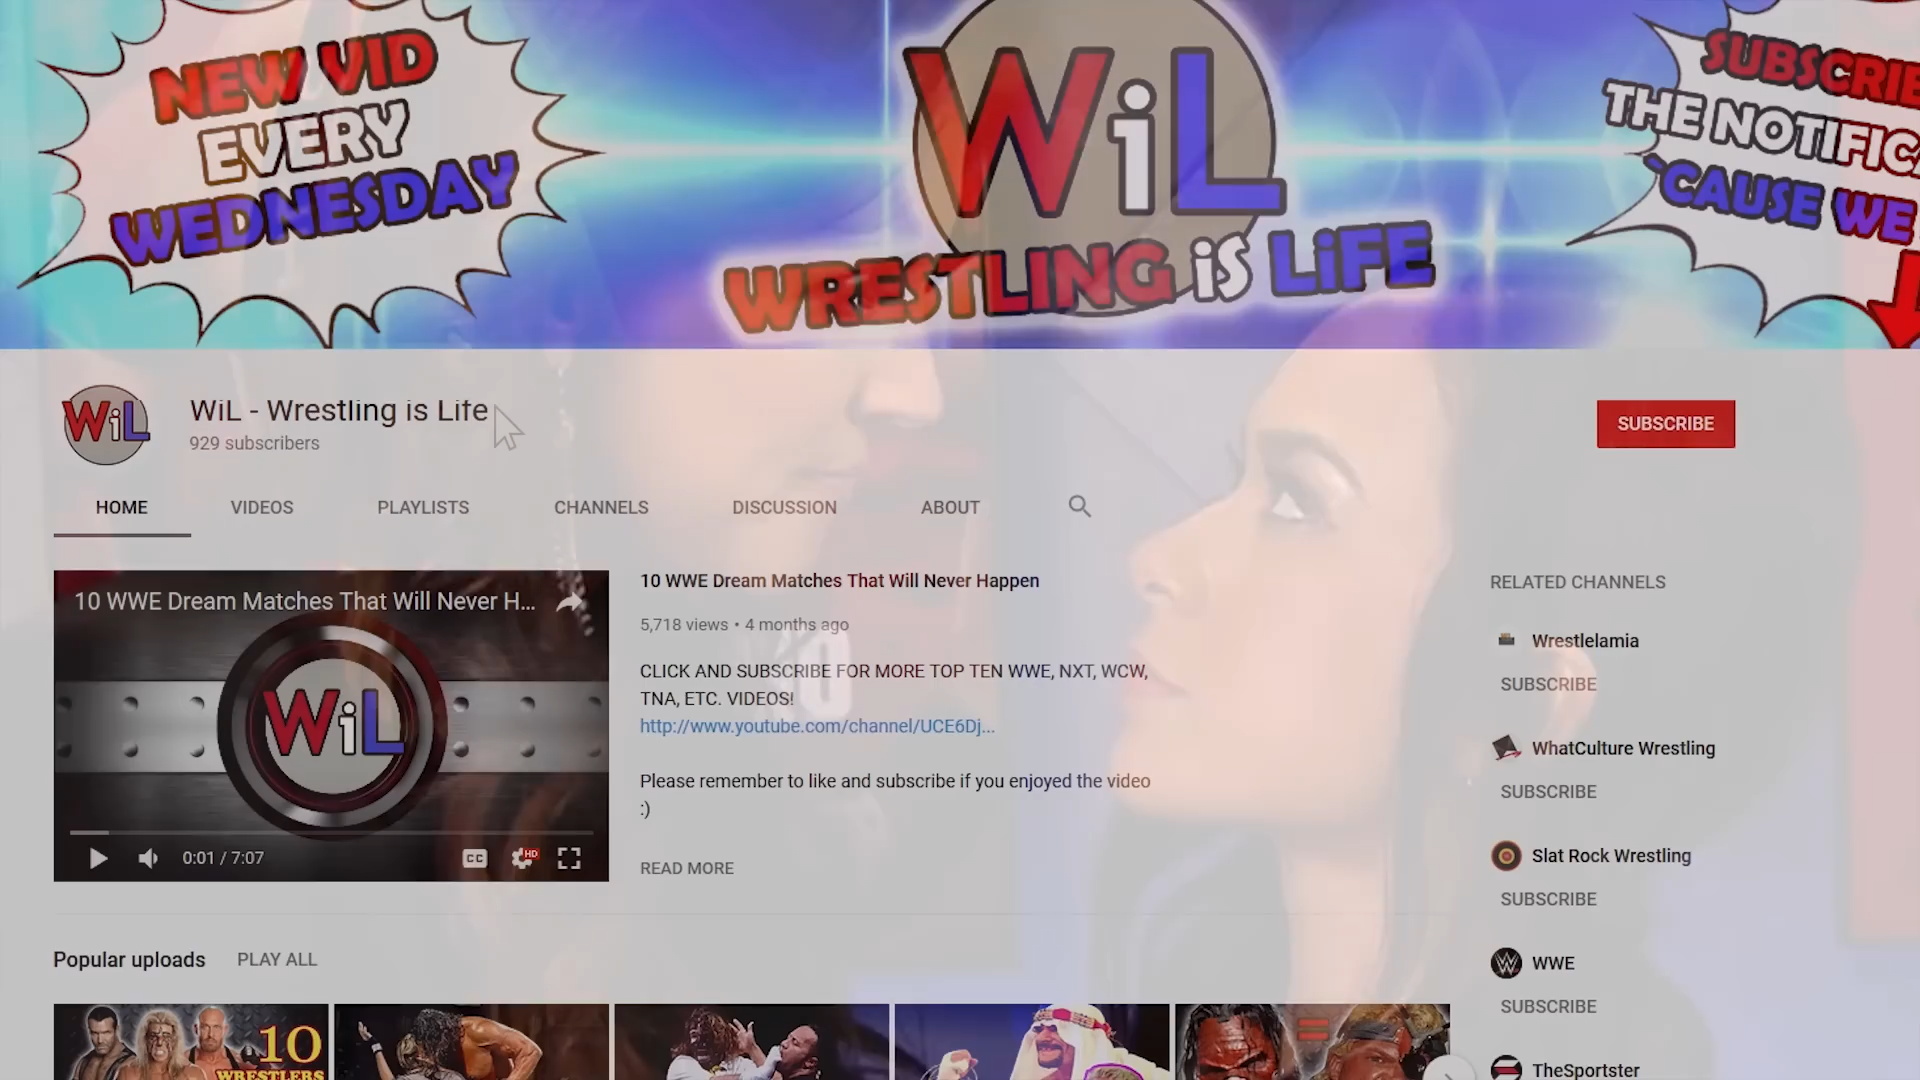 NEW VID
EVERY
WEDNESDAY
WiL
WRESTLING iS LiFE
THE
'CAUSE WE
WiL
WiL - Wrestling is Life
929 subscribers
SUBSCRIBE
HOME
VIDEOS
PLAYLISTS
CHANNELS
DISCUSSION
ABOUT
10 WWE Dream Matches That Will Never H...
WiL
0:01 / 7:07
CC
HD
10 WWE Dream Matches That Will Never Happen
5,718 views • 4 months ago
CLICK AND SUBSCRIBE FOR MORE TOP TEN WWE, NXT, WCW,
TNA, ETC. VIDEOS!
http://www.youtube.com/channel/UCE6Dj...
Please remember to like and subscribe if you enjoyed the video
:)
READ MORE
RELATED CHANNELS
Wrestlelamia
SUBSCRIBE
WhatCulture Wrestling
SUBSCRIBE
Slat Rock Wrestling
SUBSCRIBE
WWE
SUBSCRIBE
TheSportster
Popular uploads
PLAY ALL
10
WRESTLERS